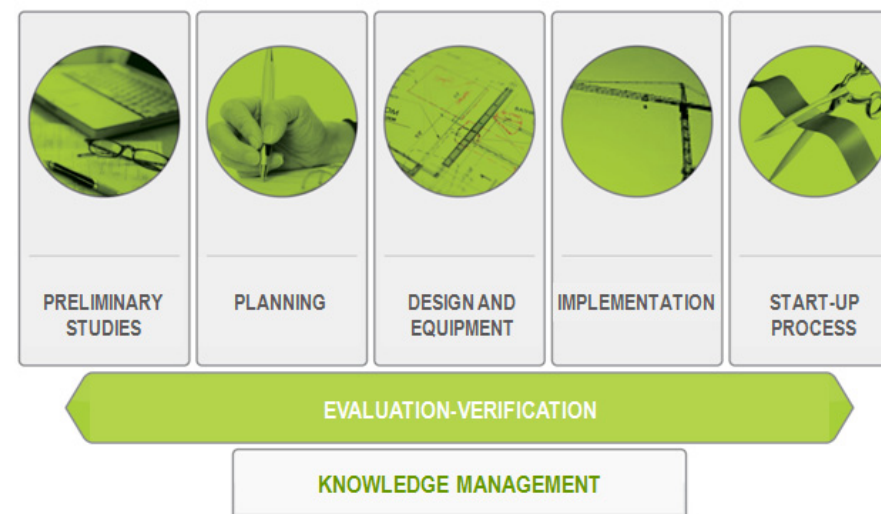 PRELIMINARY
STUDIES
PLANNING
DESIGN AND
EQUIPMENT
IMPLEMENTATION
START-UP
PROCESS
EVALUATION-VERIFICATION
KNOWLEDGE MANAGEMENT